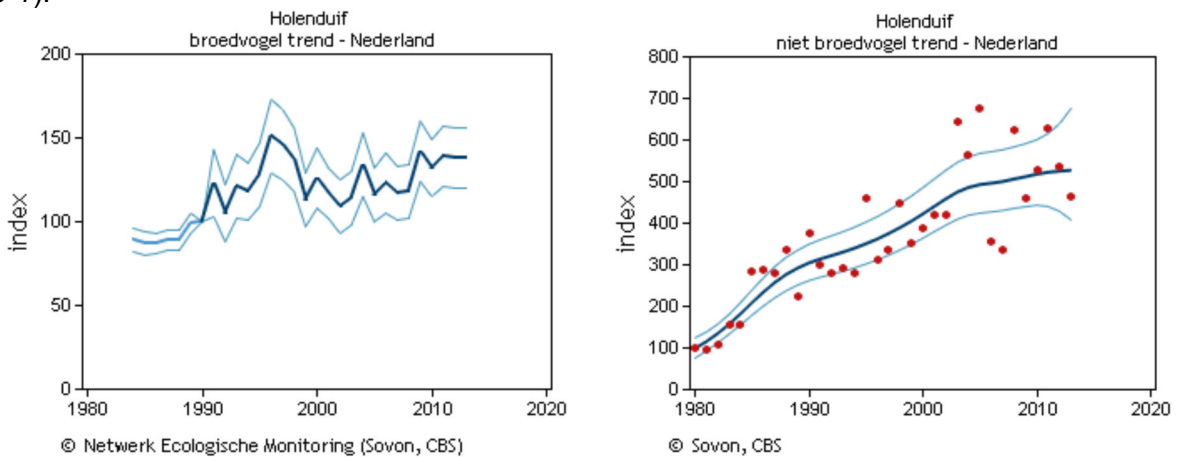 Holenduif
broedvogel trend - Nederland
200
150
100
50
0
index
1980 1990 2000 2010 2020
© Netwerk Ecologische Monitoring (Sovon, CBS)
Holenduif
niet broedvogel trend - Nederland
800
700
600
500
400
300
200
100
0
index
1980 1990 2000 2010 2020
© Sovon, CBS